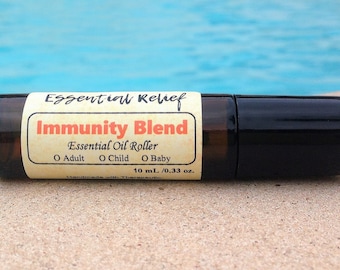 Essential Relief
Immunity Blend
Essential Oil Roller
O Adult O Child O Baby
10 mL /0.33 oz.